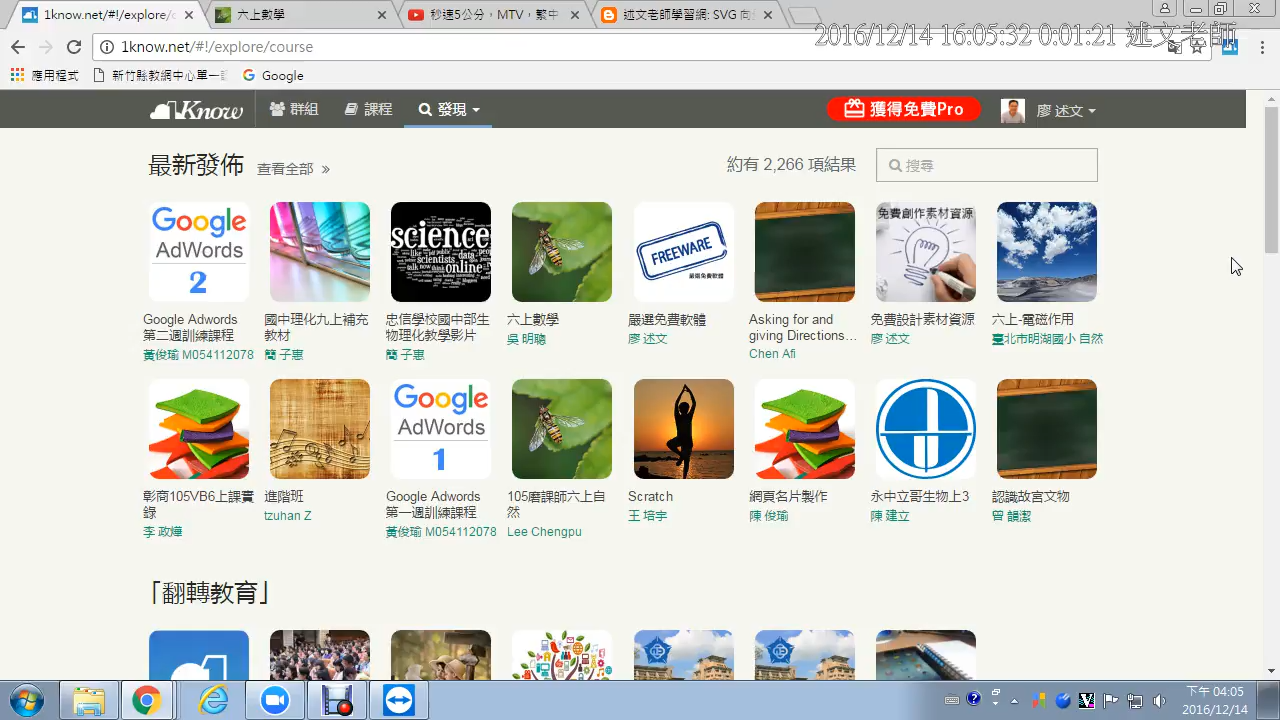 1know.net/#!/explore/c
六上數學
秒速5公分，MTV，繁中
述文老師學習網: SVG 向
2016/12/14 16:05:32 0:01:21 述文老師
1know.net/#!/explore/course
應用程式
新竹縣教網中心單一
Google
1Know
群組
課程
發現
獲得免費Pro
廖 述文
最新發佈
查看全部 »
約有 2,266 項結果
搜尋
Google
AdWords
2
science
FREEWARE
嚴選免費軟體
免費創作素材資源
Google Adwords
第二週訓練課程
黃俊瑜 M054112078
國中理化九上補充
教材
簡 子惠
忠信學校國中部生
物理化教學影片
簡 子惠
六上數學
吳 明聰
嚴選免費軟體
廖 述文
Asking for and
giving Directions...
Chen Afi
免費設計素材資源
廖 述文
六上-電磁作用
臺北市明湖國小 自然
Google
AdWords
1
彰商105VB6上課實
錄
李 政燁
進階班
tzuhan Z
Google Adwords
第一週訓練課程
黃俊瑜 M054112078
105磨課師六上自
然
Lee Chengpu
Scratch
王 培宇
網頁名片製作
陳 俊瑜
永中立哥生物上3
陳 建立
認識故宮文物
曾 韻潔
「翻轉教育」
下午 04:05
2016/12/14